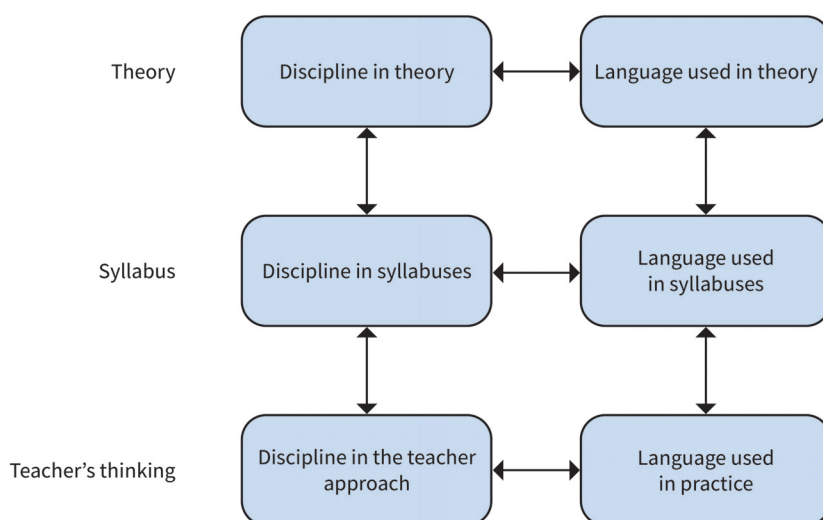 Theory
Discipline in theory
Language used in theory
Syllabus
Discipline in syllabuses
Language used
in syllabuses
Teacher’s thinking
Discipline in the teacher
approach
Language used
in practice